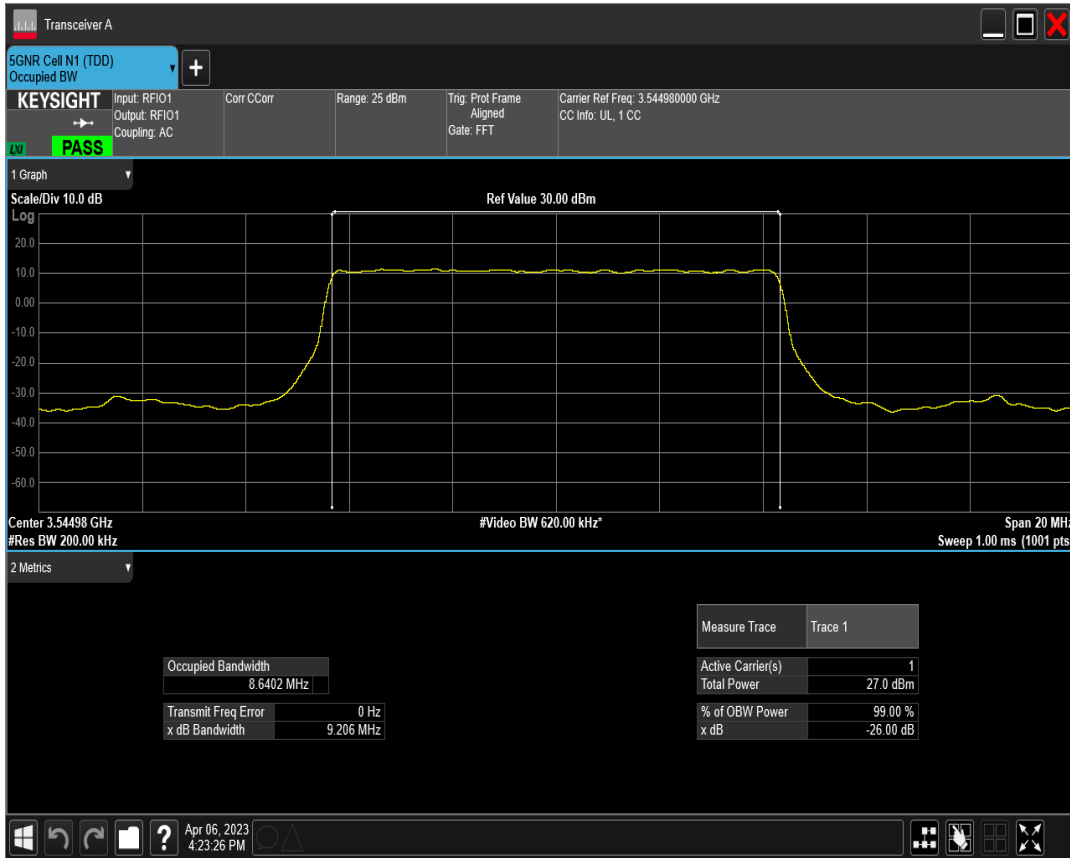 Transceiver A
5GNR Cell N1 (TDD)
Occupied BW
KEYSIGHT
LXI
PASS
Input: RFIO1
Output: RFIO1
Coupling: AC
Corr CCorr
Range: 25 dBm
Trig: Prot Frame
Aligned
Gate: FFT
Carrier Ref Freq: 3.544980000 GHz
CC Info: UL, 1 CC
1 Graph
Scale/Div 10.0 dB
Ref Value 30.00 dBm
Log
20.0
10.0
0.00
-10.0
-20.0
-30.0
-40.0
-50.0
-60.0
Center 3.54498 GHz
#Video BW 620.00 kHz*
Span 20 MHz
#Res BW 200.00 kHz
Sweep 1.00 ms (1001 pts
2 Metrics
Measure Trace Trace 1
Occupied Bandwidth
8.6402 MHz
Active Carrier(s) 1
Total Power 27.0 dBm
Transmit Freq Error 0 Hz
x dB Bandwidth 9.206 MHz
% of OBW Power 99.00 %
x dB -26.00 dB
?
Apr 06, 2023
4:23:26 PM